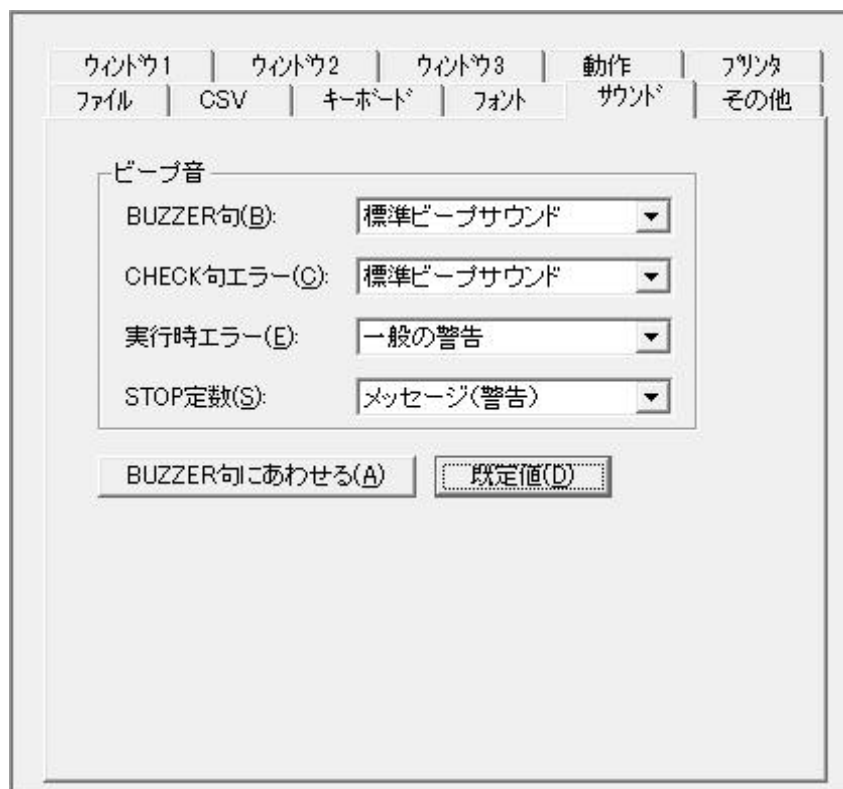 ウィンドウ1 ウィンドウ2 ウィンドウ3 動作 プリンタ
ファイル CSV キーボード フォント サウンド その他
ビープ音
BUZZER句(B): 標準ビープサウンド
CHECK句エラー(C): 標準ビープサウンド
実行時エラー(E): 一般の警告
STOP定数(S): メッセージ(警告)
BUZZER句にあわせる(A) 既定値(D)